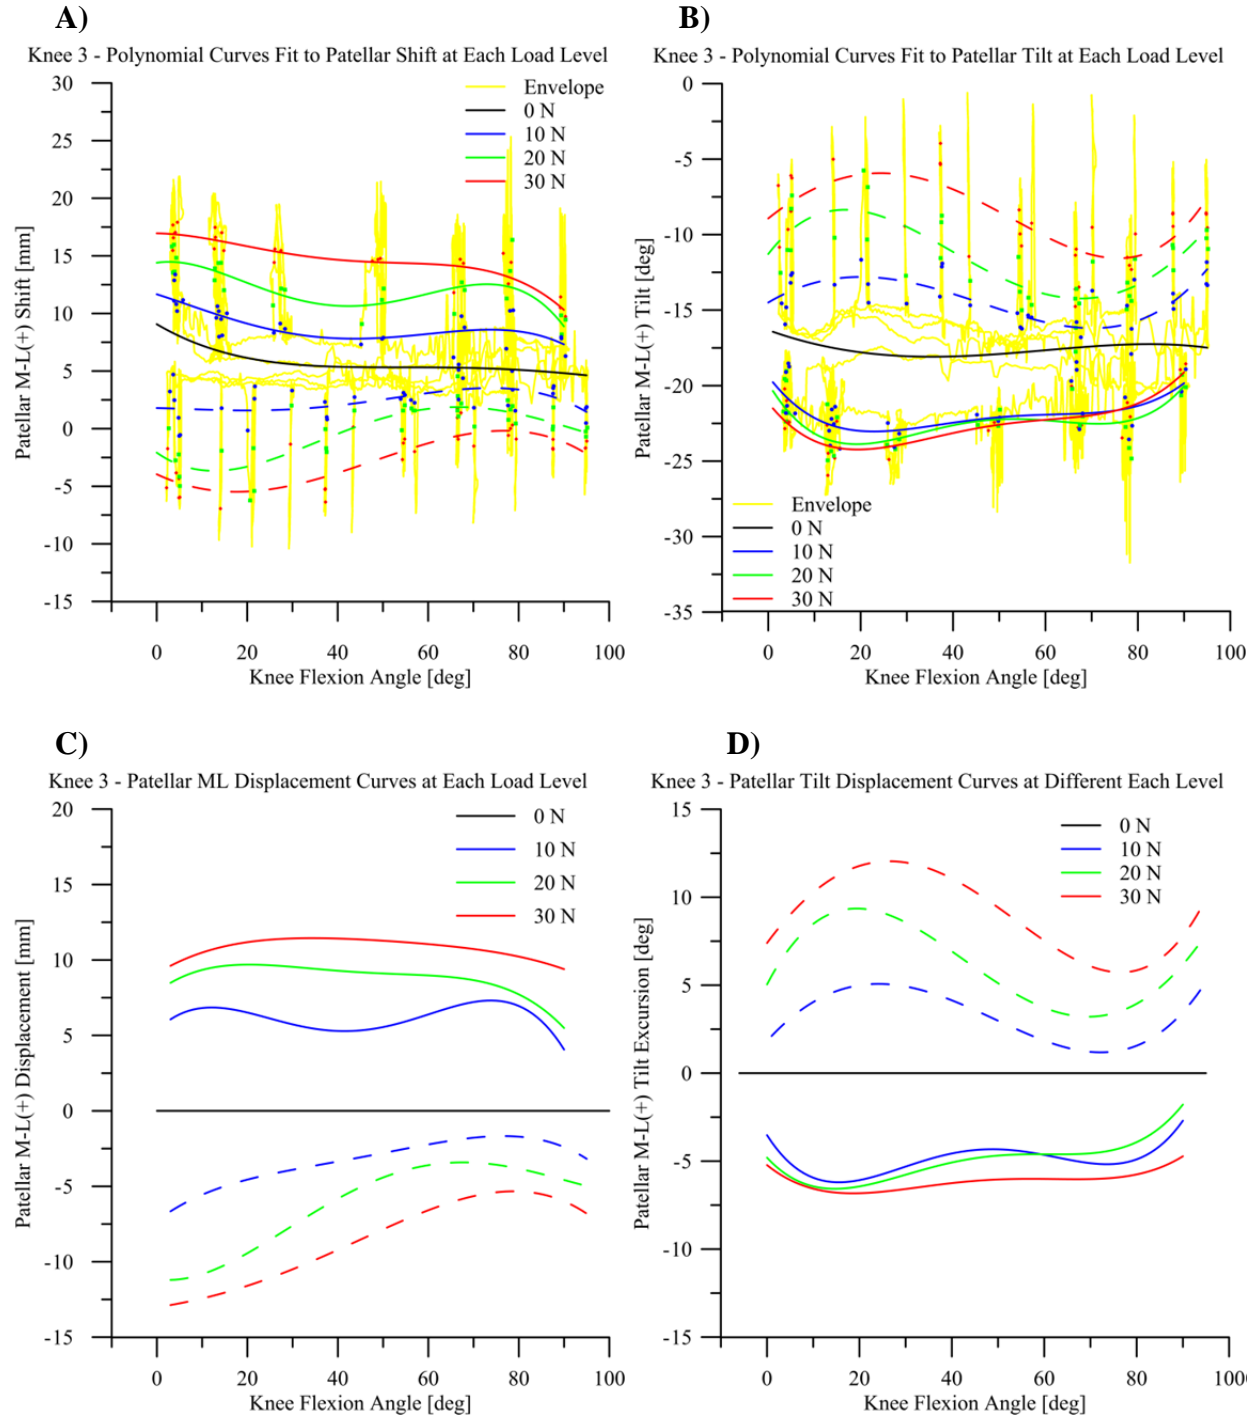 A)
Knee 3 - Polynomial Curves Fit to Patellar Shift at Each Load Level
Patellar M-L(+) Shift [mm]
30
25
20
15
10
5
0
-5
-10
-15
Envelope
0 N
10 N
20 N
30 N
0 20 40 60 80 100
Knee Flexion Angle [deg]
B)
Knee 3 - Polynomial Curves Fit to Patellar Tilt at Each Load Level
Patellar M-L(+) Tilt [deg]
0
-5
-10
-15
-20
-25
-30
-35
Envelope
0 N
10 N
20 N
30 N
0 20 40 60 80 100
Knee Flexion Angle [deg]
C)
Knee 3 - Patellar ML Displacement Curves at Each Load Level
Patellar M-L(+) Displacement [mm]
20
15
10
5
0
-5
-10
-15
0 N
10 N
20 N
30 N
0 20 40 60 80 100
Knee Flexion Angle [deg]
D)
Knee 3 - Patellar Tilt Displacement Curves at Different Each Level
Patellar M-L(+) Tilt Excursion [deg]
15
10
5
0
-5
-10
-15
0 N
10 N
20 N
30 N
0 20 40 60 80 100
Knee Flexion Angle [deg]